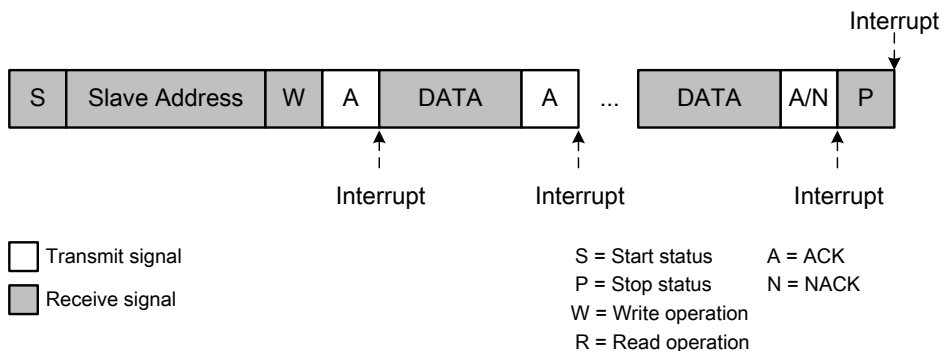 Interrupt
S Slave Address W A DATA A ... DATA A/N P
Interrupt Interrupt Interrupt
Transmit signal
Receive signal
S = Start status A = ACK
P = Stop status N = NACK
W = Write operation
R = Read operation